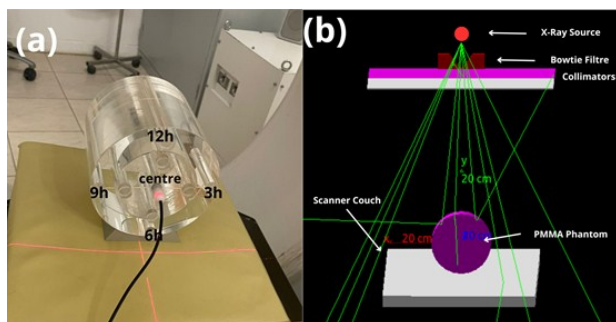 (a)
12h
centre
9h
3h
6h
(b)
X-Ray Source
Bowtie Filtre
Collimators
y
20 cm
Scanner Couch
20 cm
PMMA Phantom